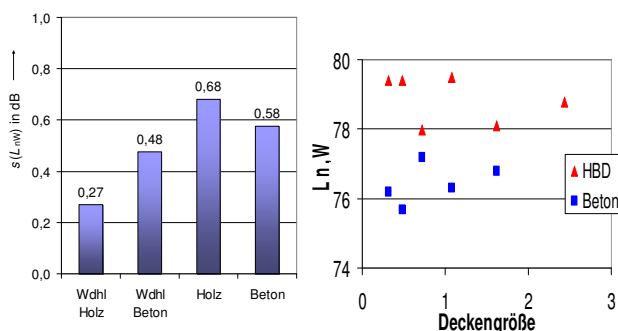 s (L nW) in dB
1,0
0,8
0,6
0,4
0,2
0,0
0,27
0,48
0,68
0,58
Wdhl
Holz
Wdhl
Beton
Holz
Beton
L n , W
80
78
76
74
0
1
2
3
Deckengröße
HBD
Beton